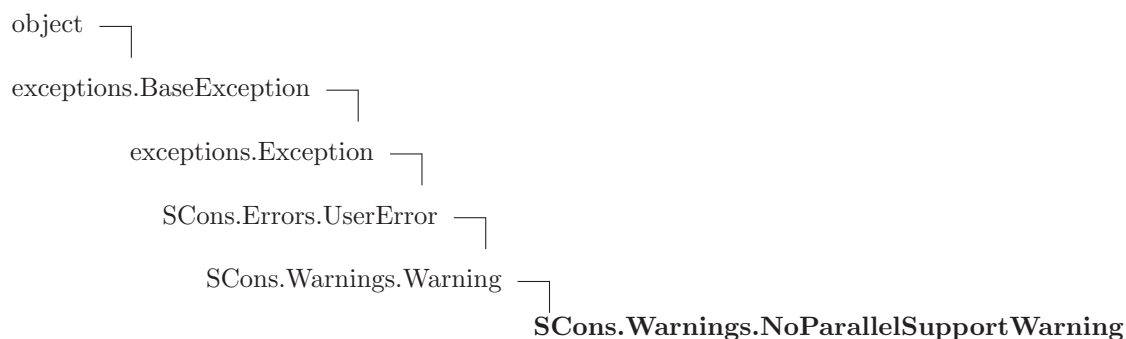 object
exceptions.BaseException
exceptions.Exception
SCons.Errors.UserError
SCons.Warnings.Warning
SCons.Warnings.NoParallelSupportWarning